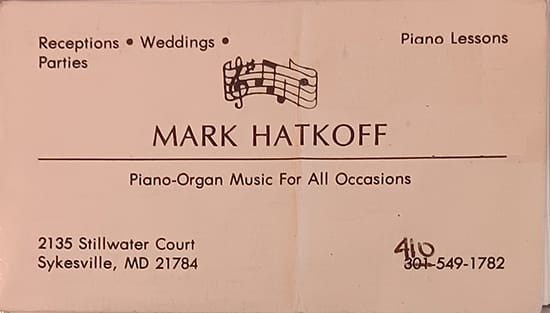 Receptions • Weddings •
Parties
Piano Lessons
MARK HATKOFF
Piano-Organ Music For All Occasions
2135 Stillwater Court
Sykesville, MD 21784
410
301-549-1782